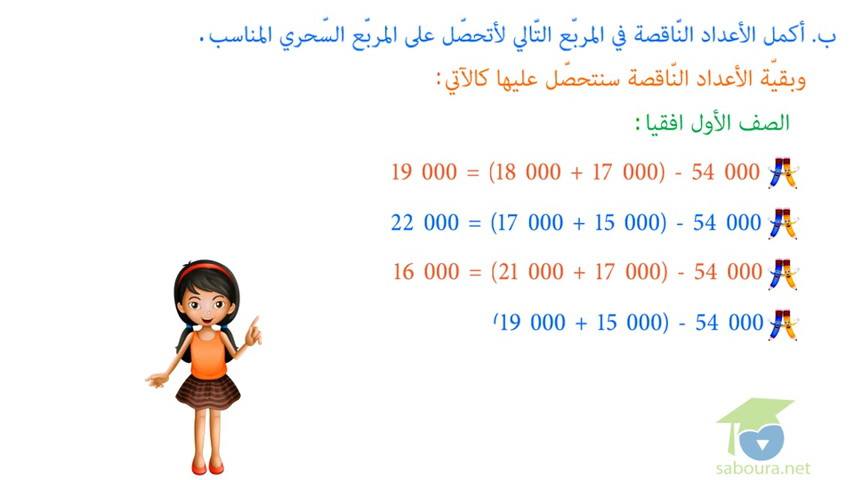 ب. أكمل الأعداد النّاقصة في المربّع التّالي لأتحصّل على المربّع السّحري المناسب .
وبقيّة الأعداد النّاقصة سنتحصّل عليها كالآتي :
الصف الأول افقيا :
19 000 = (18 000 + 17 000) - 54 000
22 000 = (17 000 + 15 000) - 54 000
16 000 = (21 000 + 17 000) - 54 000
(19 000 + 15 000) - 54 000
saboura.net